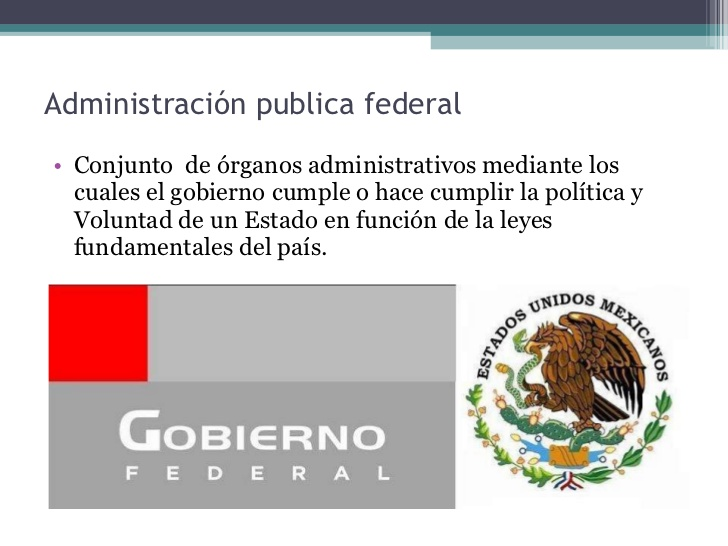 Administración publica federal
• Conjunto de órganos administrativos mediante los
cuales el gobierno cumple o hace cumplir la política y
Voluntad de un Estado en función de la leyes
fundamentales del país.
GOBIERNO
FEDERAL
ESTADOS UNIDOS MEXICANOS